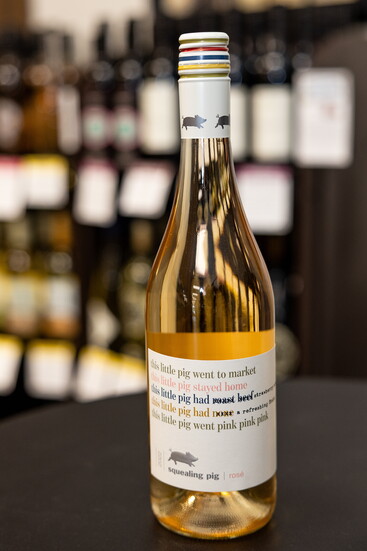 this little pig went to market
this little pig stayed home
this little pig had roast beef
this little pig had none a refreshing
this little pig went pink pink pink
squealing pig | rosé